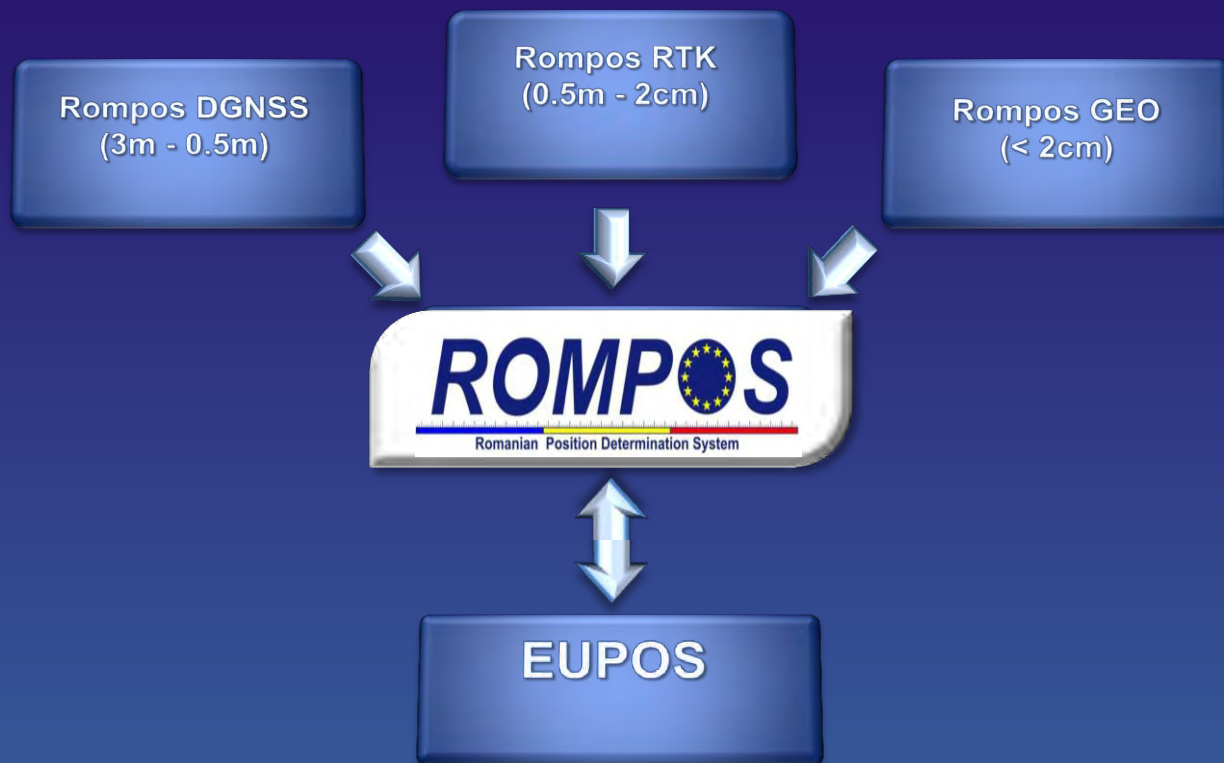 Rompos DGNSS
(3m - 0.5m)
Rompos RTK
(0.5m - 2cm)
Rompos GEO
(< 2cm)
ROMPOS
Romanian Position Determination System
EUPOS